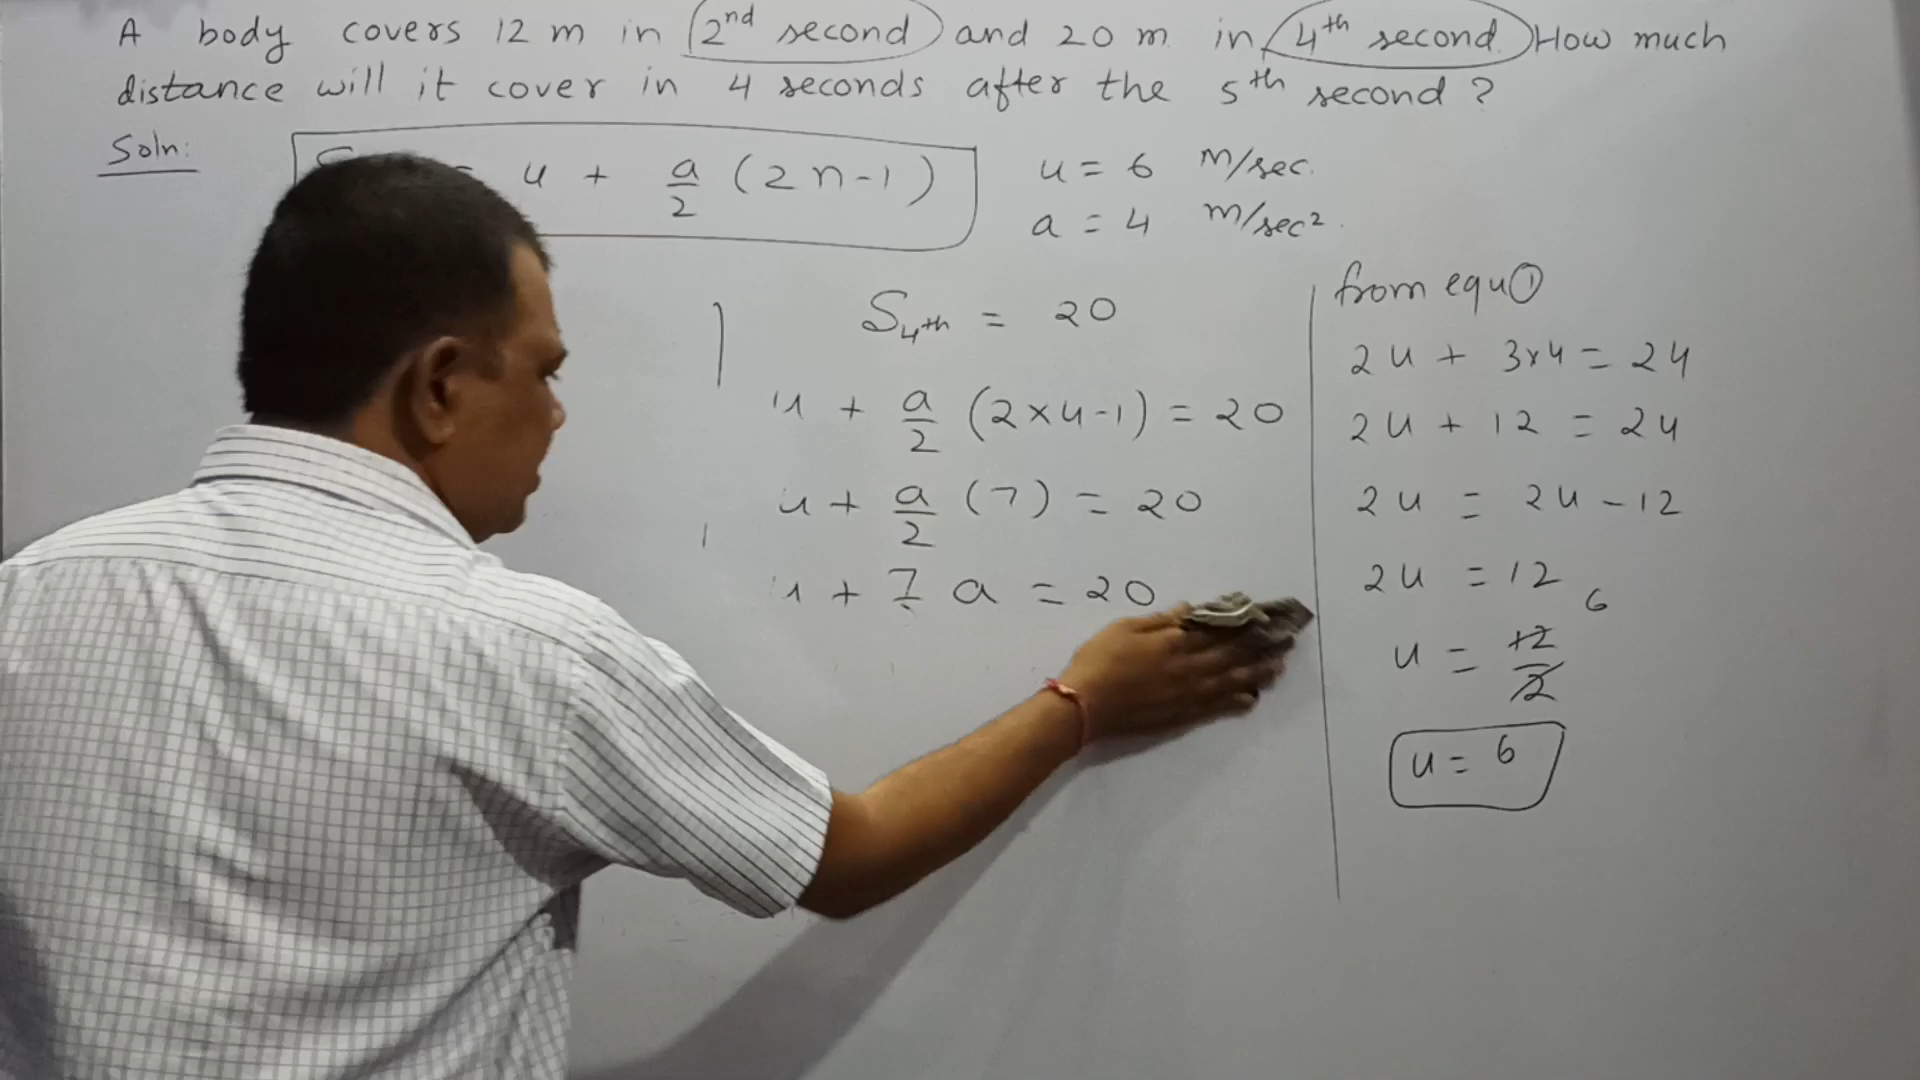 A body covers 12 m in 2nd second and 20 m in 4th second. How much
distance will it cover in 4 seconds after the 5th second ?
Soln:
= u + a/2 (2n-1)
u = 6 m/sec.
a = 4 m/sec².
S4th = 20
u + a/2 (2×4-1) = 20
u + a/2 (7) = 20
u + 7 a = 20
from equ ①
2u + 3×4 = 24
2u + 12 = 24
2u = 24 - 12
2u = 12
u = 12/2 6
u = 6